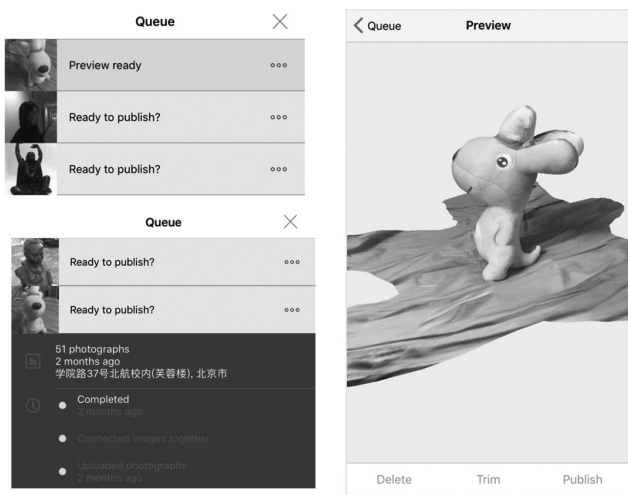 Queue
Preview ready
Ready to publish?
Ready to publish?
Queue
Ready to publish?
Ready to publish?
51 photographs
2 months ago
学院路37号北航校内(芙蓉楼), 北京市
Completed
2 months ago
Connected images together
Uploaded photographs
2 months ago
Queue
Preview
Delete
Trim
Publish